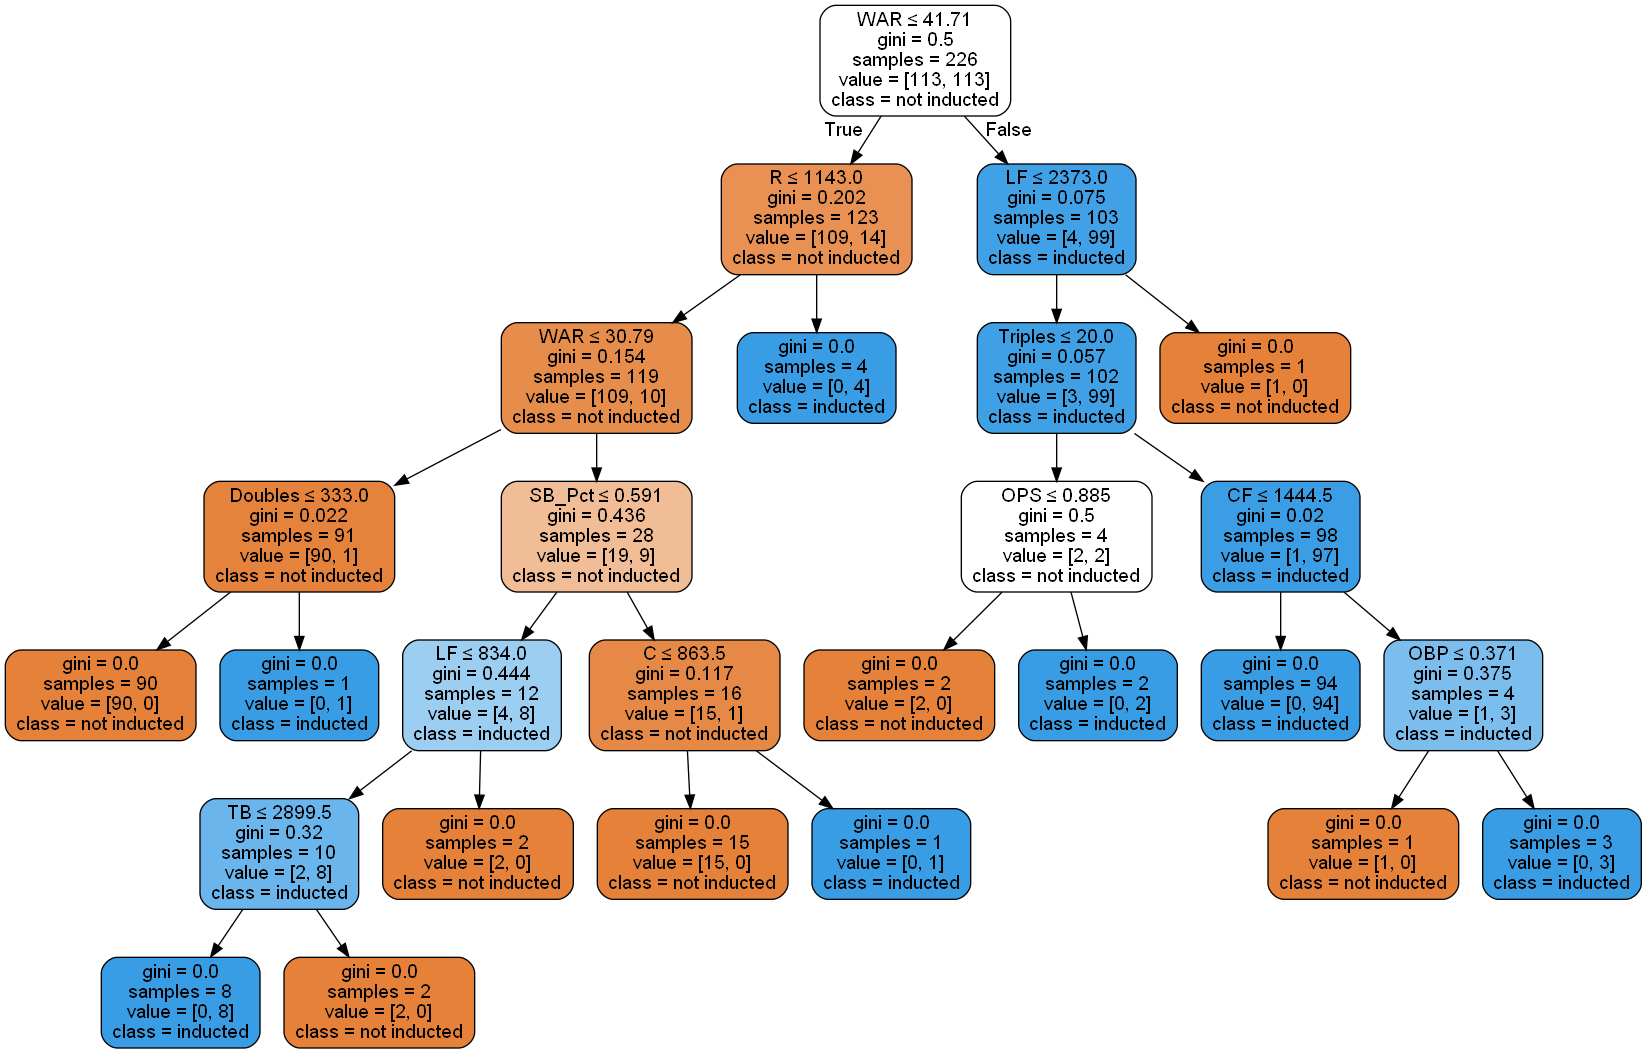 WAR ≤ 41.71
gini = 0.5
samples = 226
value = [113, 113]
class = not inducted
True
False
R ≤ 1143.0
gini = 0.202
samples = 123
value = [109, 14]
class = not inducted
LF ≤ 2373.0
gini = 0.075
samples = 103
value = [4, 99]
class = inducted
WAR ≤ 30.79
gini = 0.154
samples = 119
value = [109, 10]
class = not inducted
gini = 0.0
samples = 4
value = [0, 4]
class = inducted
Triples ≤ 20.0
gini = 0.057
samples = 102
value = [3, 99]
class = inducted
gini = 0.0
samples = 1
value = [1, 0]
class = not inducted
Doubles ≤ 333.0
gini = 0.022
samples = 91
value = [90, 1]
class = not inducted
SB_Pct ≤ 0.591
gini = 0.436
samples = 28
value = [19, 9]
class = not inducted
OPS ≤ 0.885
gini = 0.5
samples = 4
value = [2, 2]
class = not inducted
CF ≤ 1444.5
gini = 0.02
samples = 98
value = [1, 97]
class = inducted
gini = 0.0
samples = 90
value = [90, 0]
class = not inducted
gini = 0.0
samples = 1
value = [0, 1]
class = inducted
LF ≤ 834.0
gini = 0.444
samples = 12
value = [4, 8]
class = inducted
C ≤ 863.5
gini = 0.117
samples = 16
value = [15, 1]
class = not inducted
gini = 0.0
samples = 2
value = [2, 0]
class = not inducted
gini = 0.0
samples = 2
value = [0, 2]
class = inducted
gini = 0.0
samples = 94
value = [0, 94]
class = inducted
OBP ≤ 0.371
gini = 0.375
samples = 4
value = [1, 3]
class = inducted
TB ≤ 2899.5
gini = 0.32
samples = 10
value = [2, 8]
class = inducted
gini = 0.0
samples = 2
value = [2, 0]
class = not inducted
gini = 0.0
samples = 15
value = [15, 0]
class = not inducted
gini = 0.0
samples = 1
value = [0, 1]
class = inducted
gini = 0.0
samples = 1
value = [1, 0]
class = not inducted
gini = 0.0
samples = 3
value = [0, 3]
class = inducted
gini = 0.0
samples = 8
value = [0, 8]
class = inducted
gini = 0.0
samples = 2
value = [2, 0]
class = not inducted